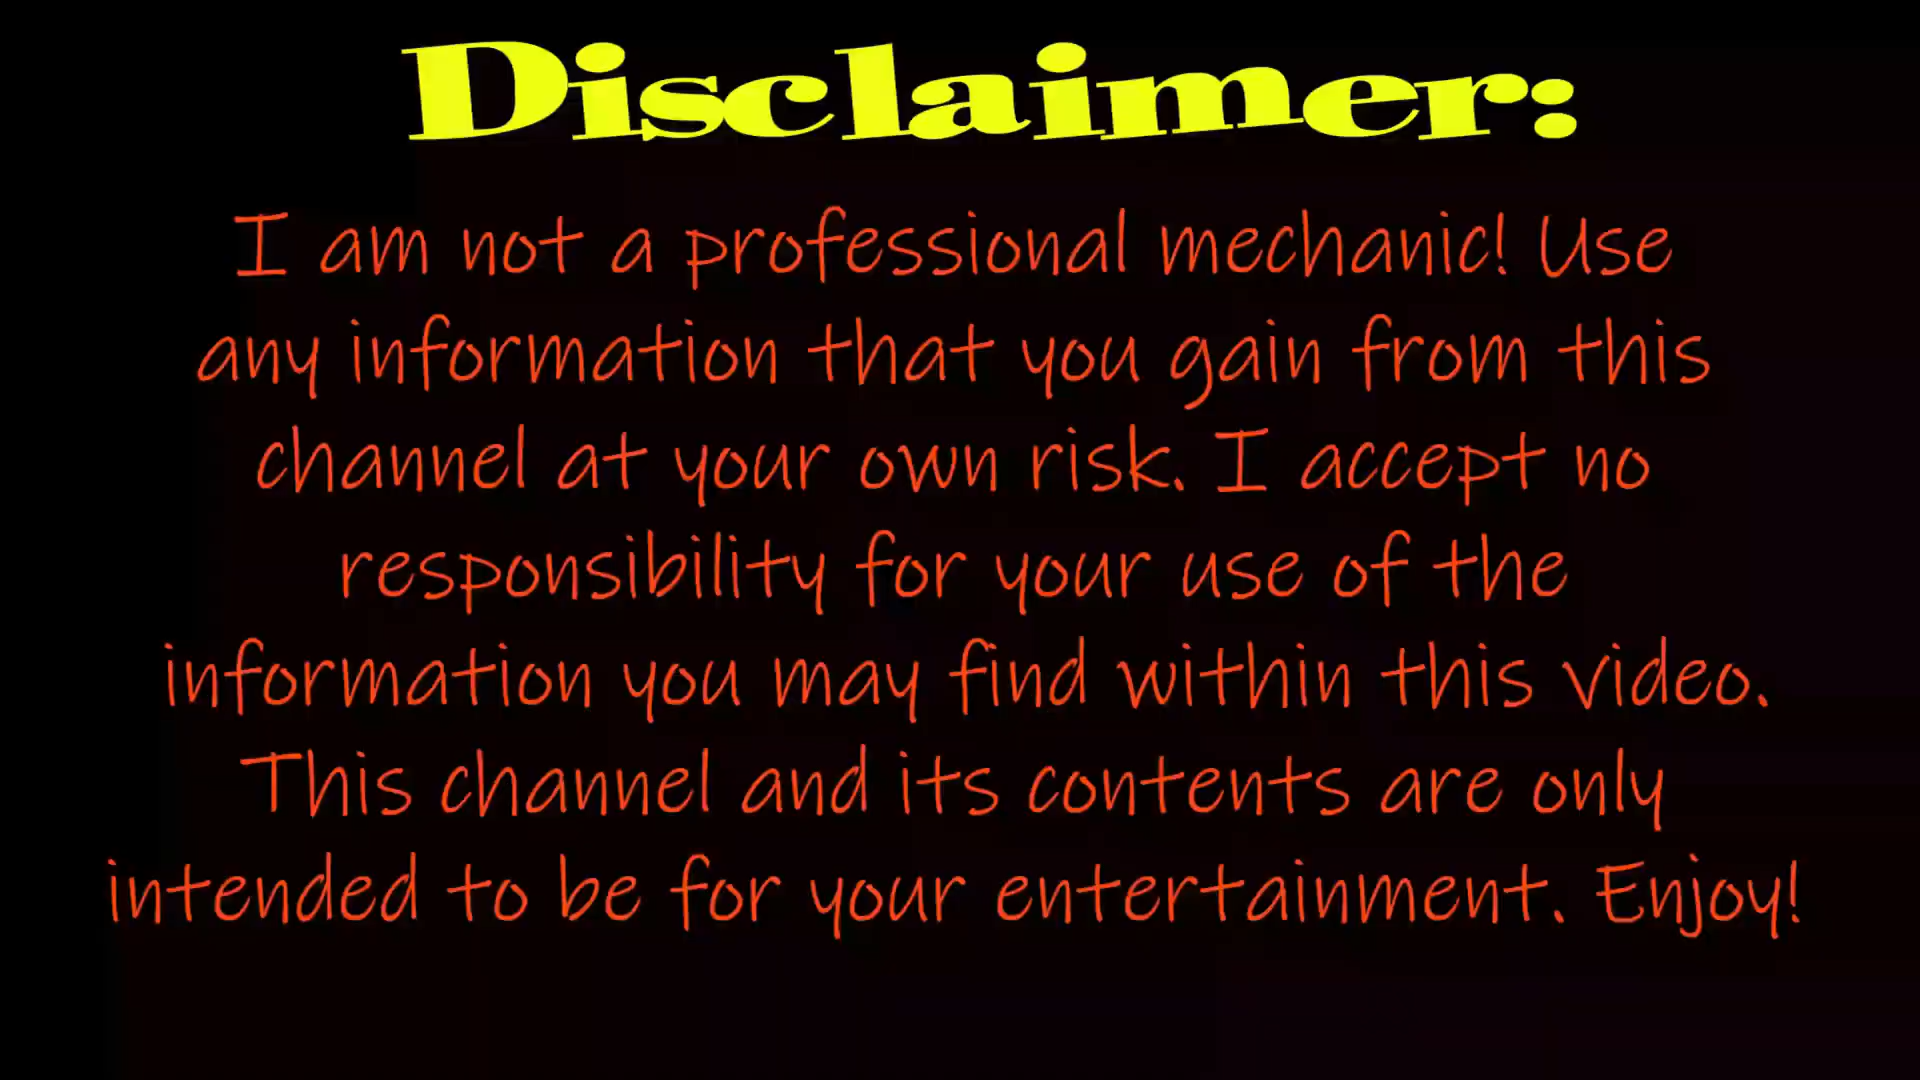 Disclaimer:
I am not a professional mechanic! Use
any information that you gain from this
channel at your own risk. I accept no
responsibility for your use of the
information you may find within this video.
This channel and its contents are only
intended to be for your entertainment. Enjoy!